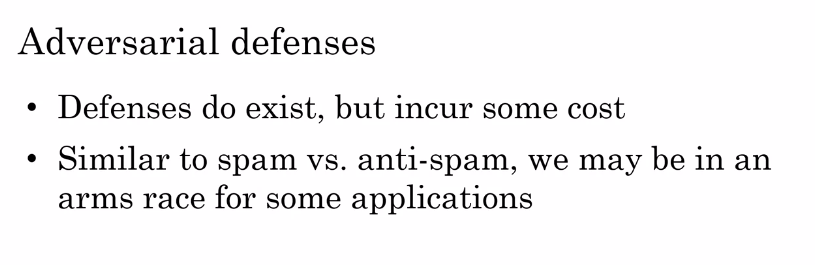 Adversarial defenses
• Defenses do exist, but incur some cost
• Similar to spam vs. anti-spam, we may be in an
arms race for some applications